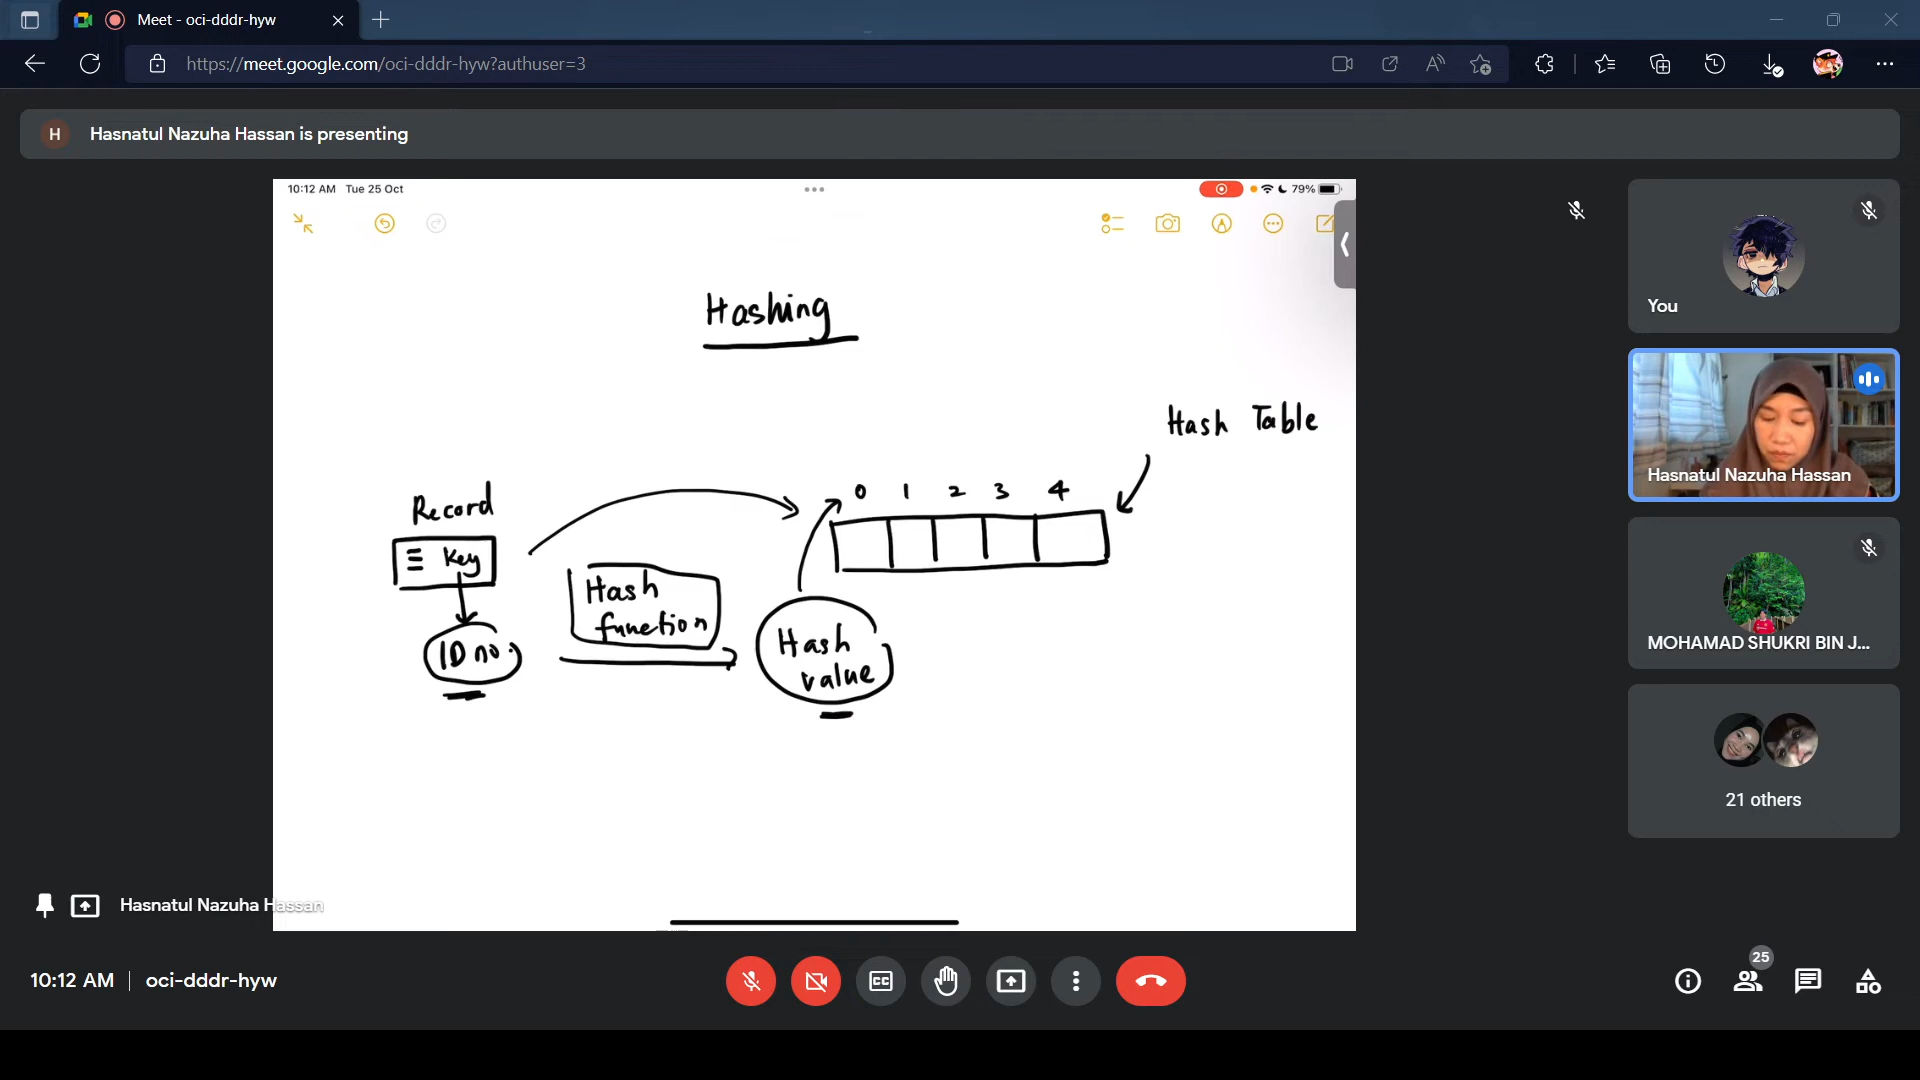 Meet - oci-dddr-hyw
https://meet.google.com/oci-dddr-hyw?authuser=3
H
Hasnatul Nazuha Hassan is presenting
10:12 AM Tue 25 Oct
79%
Hashing
Hash Table
Record
0 1 2 3 4
Key
Hash
function
ID no.
Hash
value
You
Hasnatul Nazuha Hassan
MOHAMAD SHUKRI BIN J...
21 others
Hasnatul Nazuha Hassan
10:12 AM | oci-dddr-hyw
CC
25